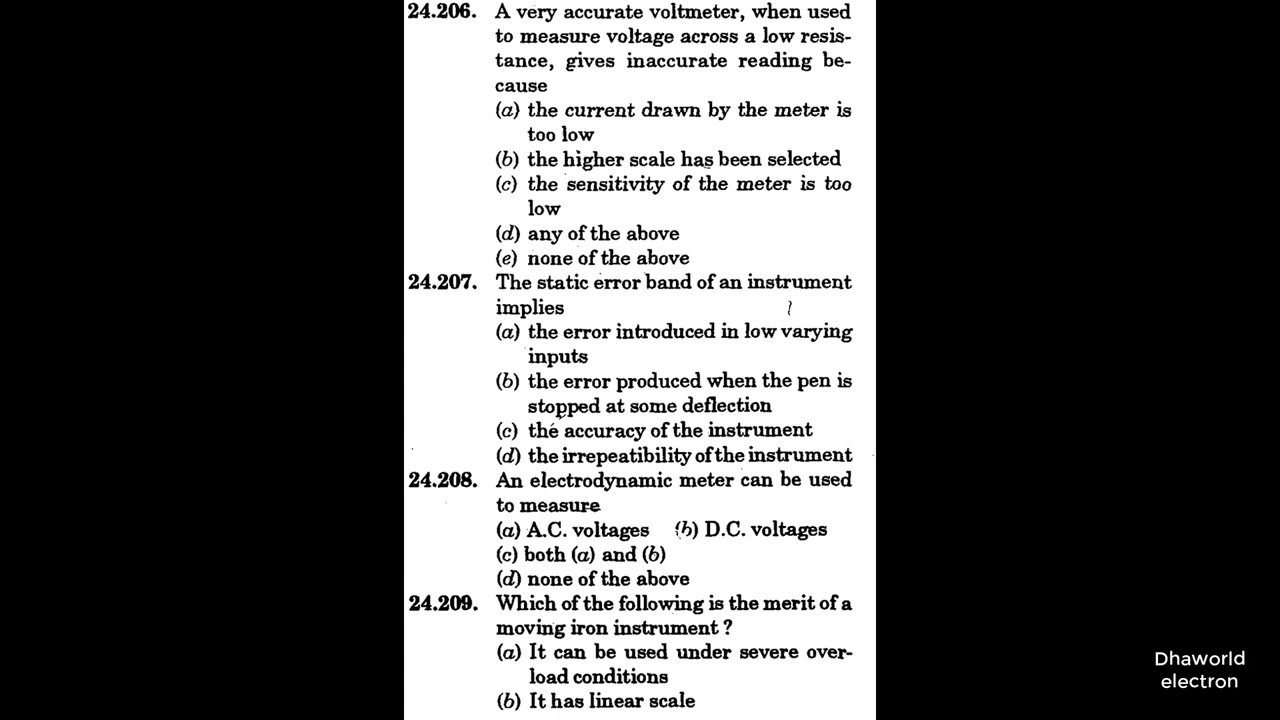 24.206. A very accurate voltmeter, when used
to measure voltage across a low resis-
tance, gives inaccurate reading be-
cause
(a) the current drawn by the meter is
too low
(b) the higher scale has been selected
(c) the sensitivity of the meter is too
low
(d) any of the above
(e) none of the above
24.207. The static error band of an instrument
implies
(a) the error introduced in low varying
inputs
(b) the error produced when the pen is
stopped at some deflection
(c) the accuracy of the instrument
(d) the irrepeatibility of the instrument
24.208. An electrodynamic meter can be used
to measure
(a) A.C. voltages (b) D.C. voltages
(c) both (a) and (b)
(d) none of the above
24.209. Which of the following is the merit of a
moving iron instrument ?
(a) It can be used under severe over-
load conditions
(b) It has linear scale
Dhaworld
electron